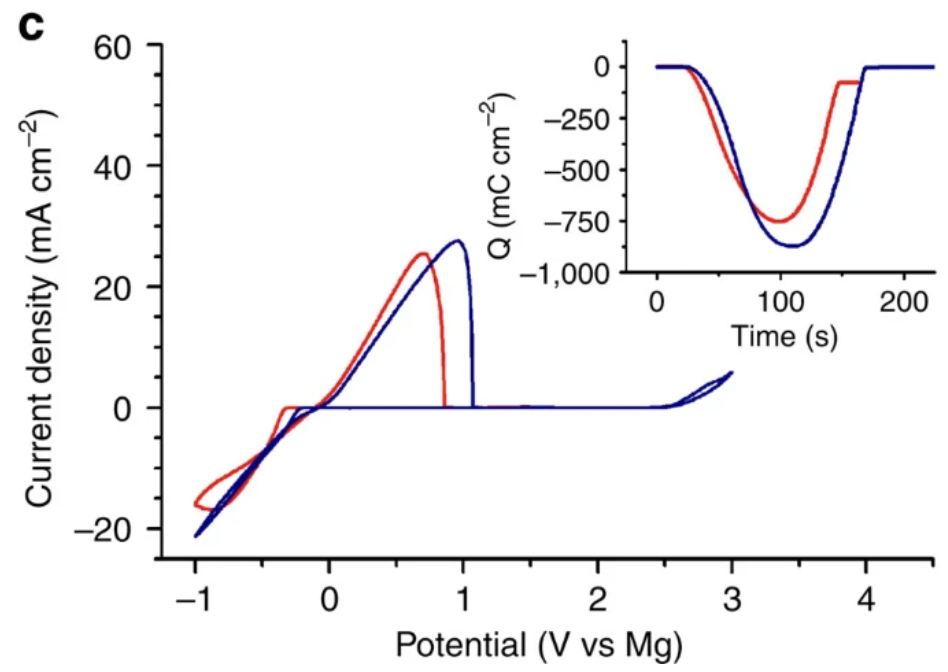 c
Current density (mA cm⁻²)
60
40
20
0
−20
−1 0 1 2 3 4
Potential (V vs Mg)
Q (mC cm⁻²)
0
−250
−500
−750
−1,000
0 100 200
Time (s)